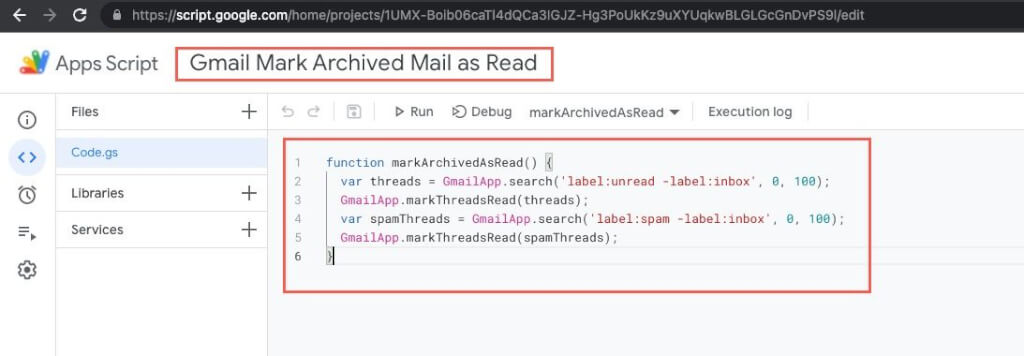 https://script.google.com/home/projects/1UMX-Boib06caTl4dQCa3lGJZ-Hg3PoUkKz9uXYUqkwBLGLGcGnDvPS9l/edit
Apps Script Gmail Mark Archived Mail as Read
Files
Run Debug markArchivedAsRead Execution log
Code.gs
Libraries
Services
1 function markArchivedAsRead() {
2 var threads = GmailApp.search('label:unread -label:inbox', 0, 100);
3 GmailApp.markThreadsRead(threads);
4 var spamThreads = GmailApp.search('label:spam -label:inbox', 0, 100);
5 GmailApp.markThreadsRead(spamThreads);
6 }